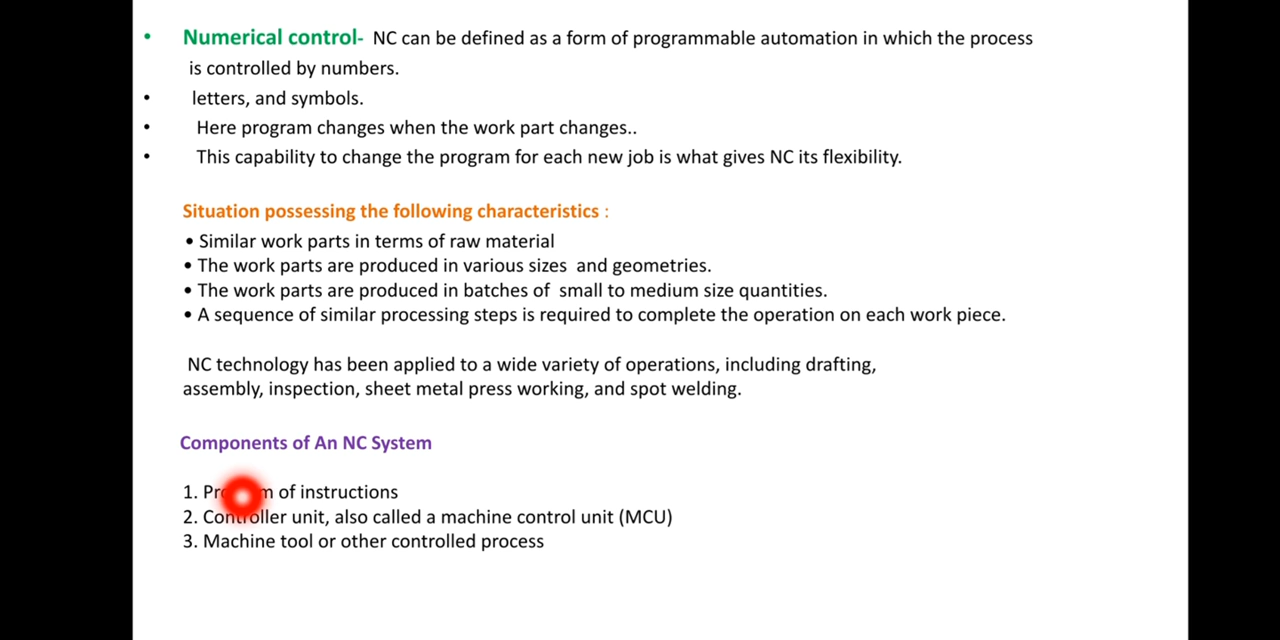 • Numerical control- NC can be defined as a form of programmable automation in which the process
is controlled by numbers.
• letters, and symbols.
• Here program changes when the work part changes..
• This capability to change the program for each new job is what gives NC its flexibility.
Situation possessing the following characteristics :
• Similar work parts in terms of raw material
• The work parts are produced in various sizes and geometries.
• The work parts are produced in batches of small to medium size quantities.
• A sequence of similar processing steps is required to complete the operation on each work piece.
NC technology has been applied to a wide variety of operations, including drafting,
assembly, inspection, sheet metal press working, and spot welding.
Components of An NC System
1. Program of instructions
2. Controller unit, also called a machine control unit (MCU)
3. Machine tool or other controlled process